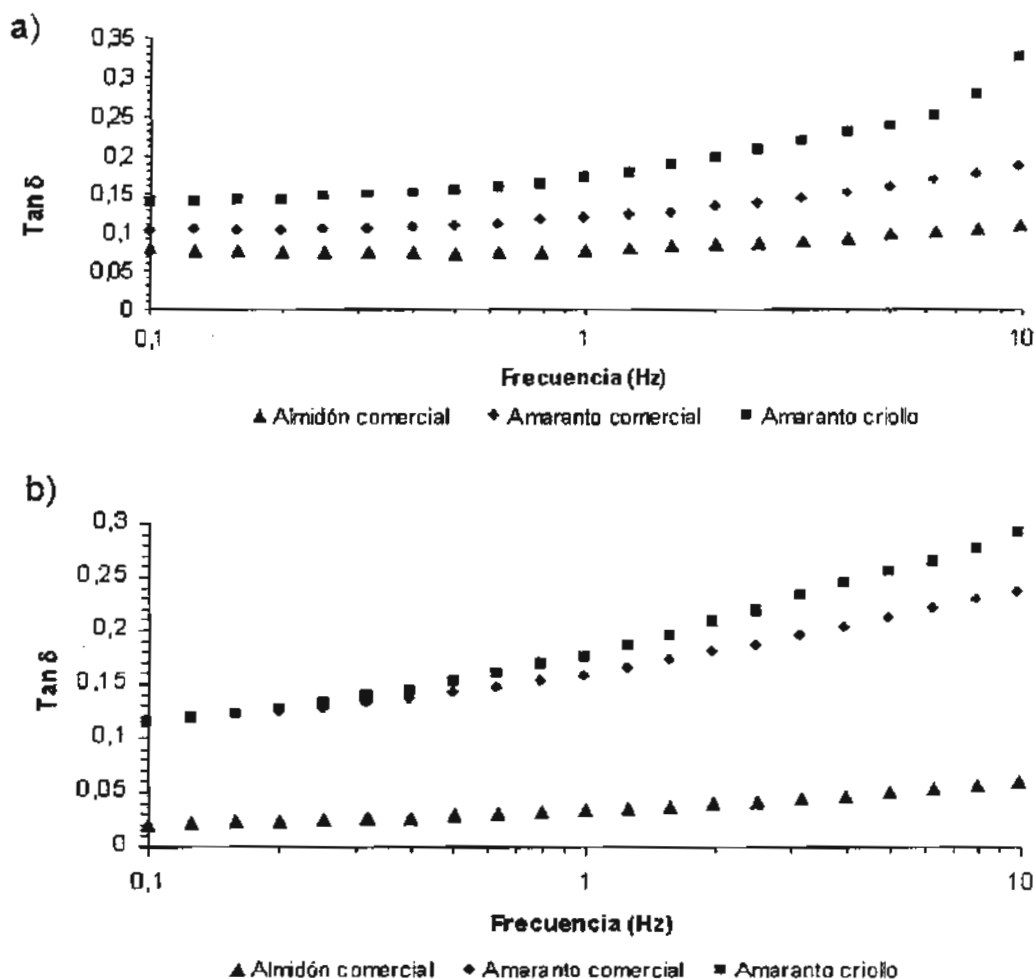 a)
0,35
0,3
0,25
0,2
0,15
0,1
0,05
0
Tan δ
0,1 1 10
Frecuencia (Hz)
▲ Almidón comercial ◆ Amaranto comercial ■ Amaranto criollo
b)
0,3
0,25
0,2
0,15
0,1
0,05
0
Tan δ
0,1 1 10
Frecuencia (Hz)
▲ Almidón comercial ◆ Amaranto comercial ■ Amaranto criollo